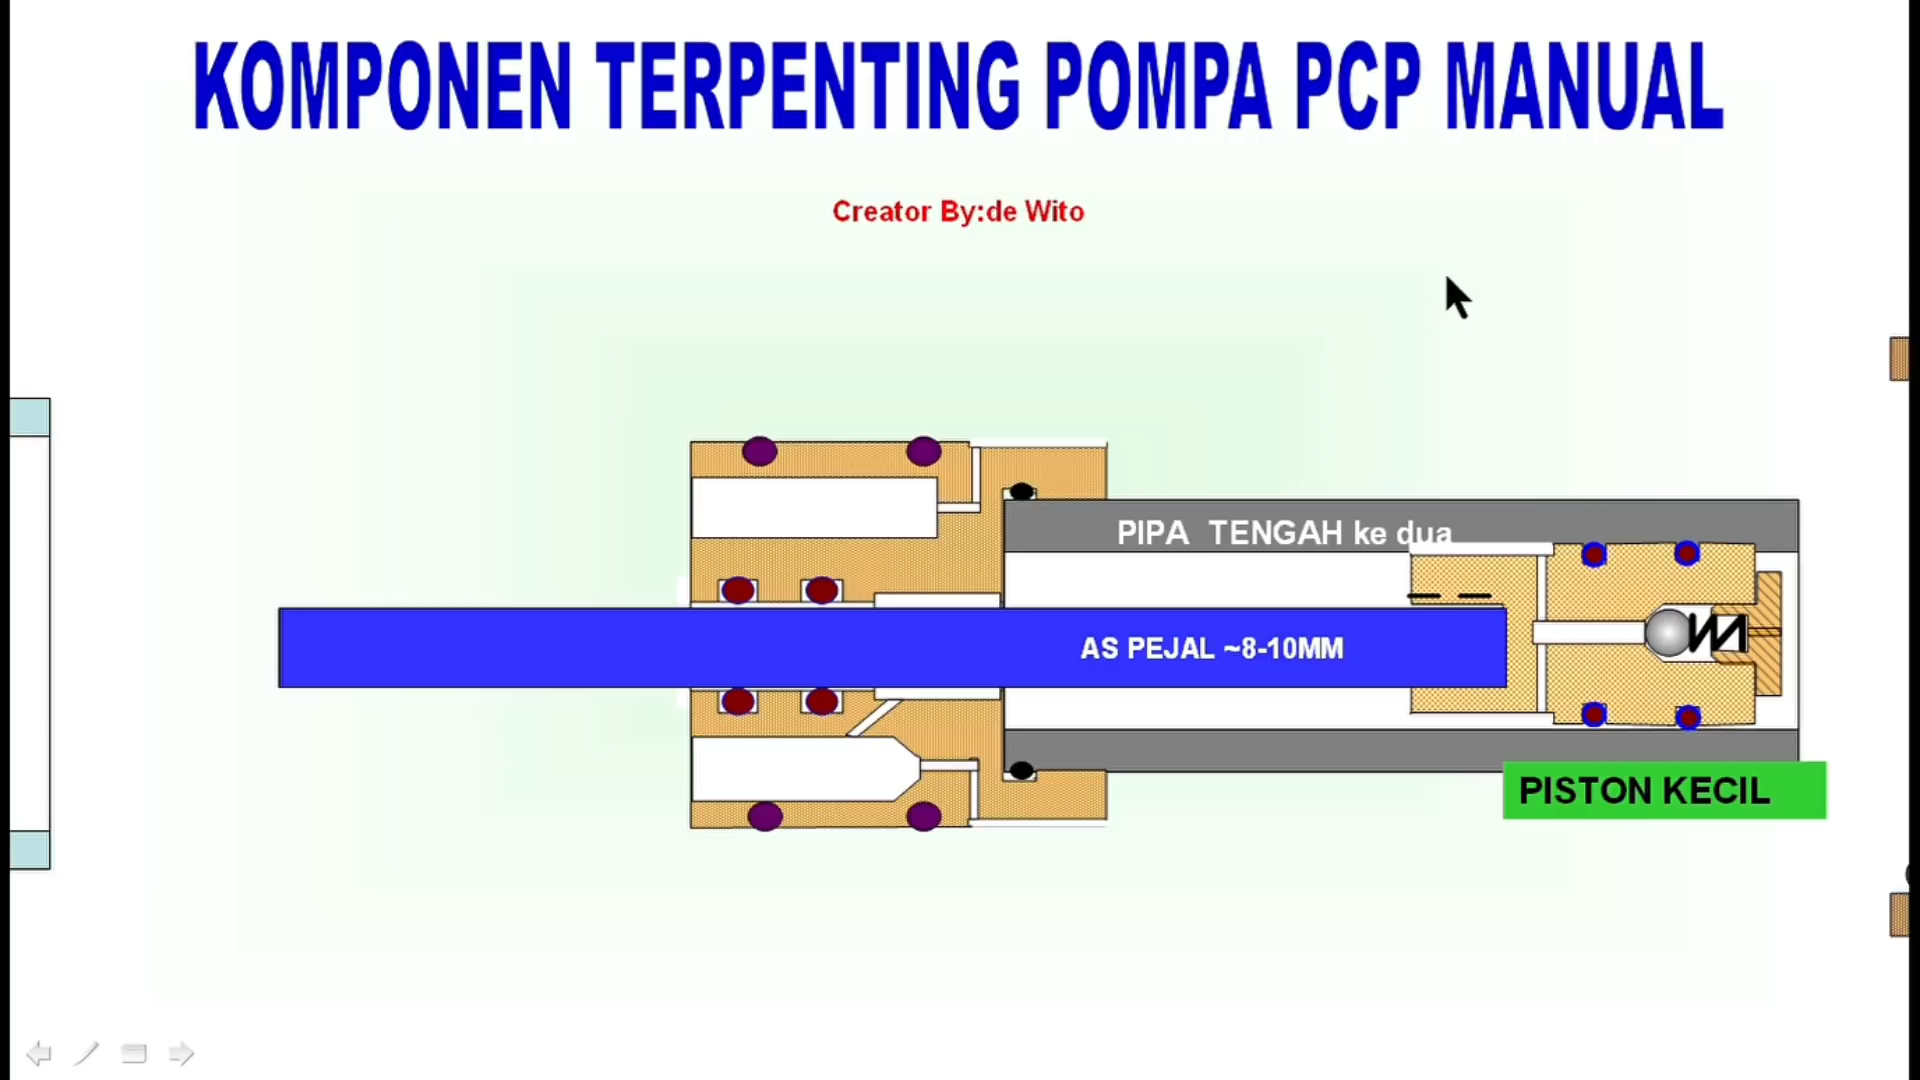 KOMPONEN TERPENTING POMPA PCP MANUAL
Creator By:de Wito
PIPA TENGAH ke dua
AS PEJAL ~8-10MM
PISTON KECIL